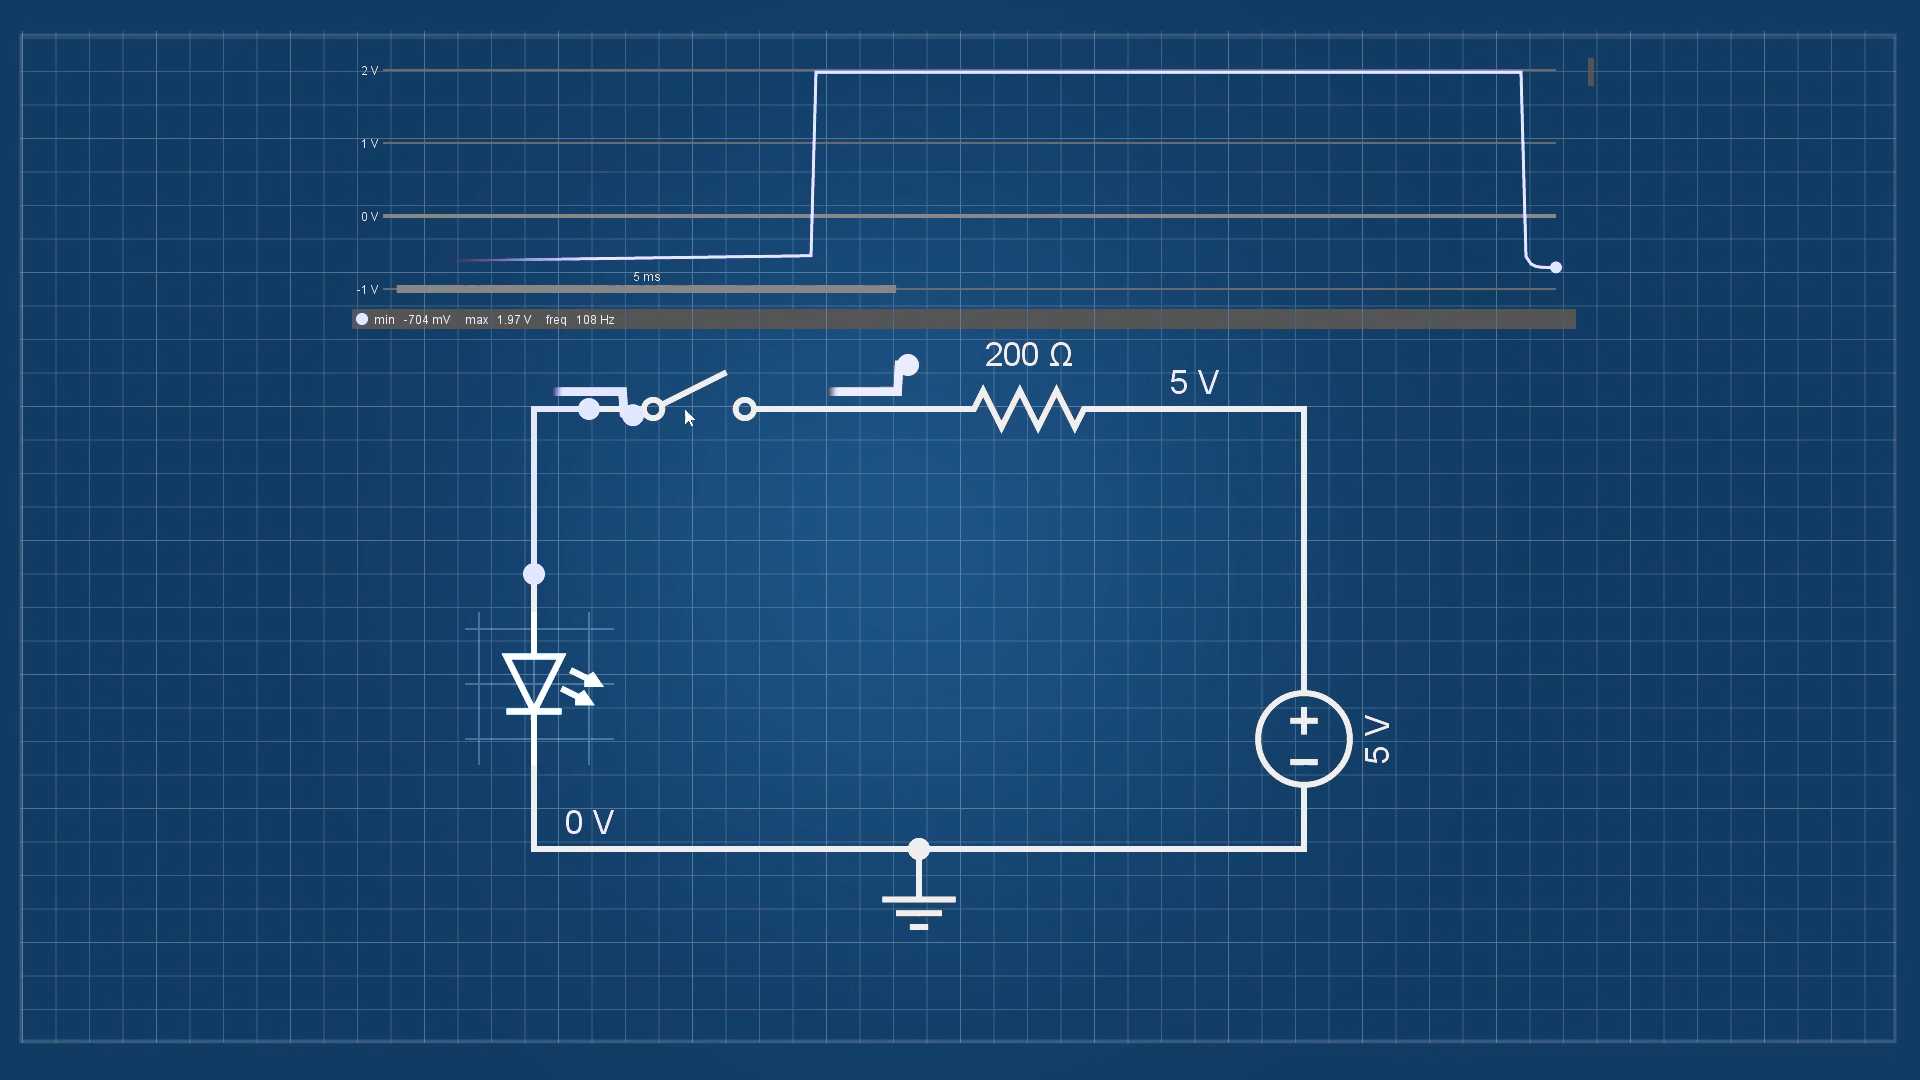 2 V
1 V
0 V
5 ms
-1 V
min -704 mV max 1.97 V freq 108 Hz
200 Ω
5 V
5 V
0 V